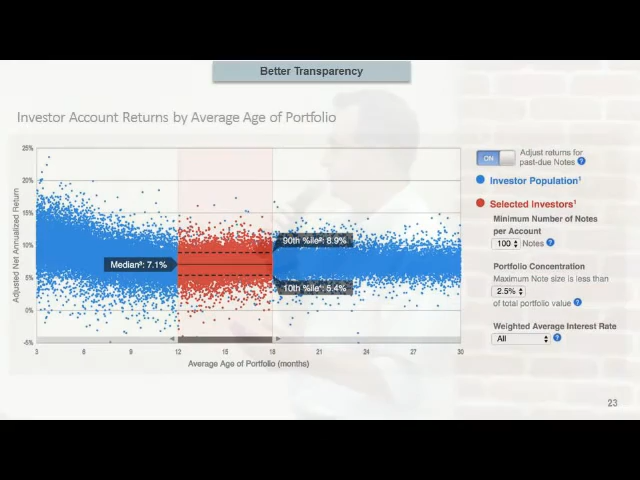 Better Transparency
Investor Account Returns by Average Age of Portfolio
25%
20%
15%
10%
5%
0%
-5%
Adjusted Net Annualized Return
Median³: 7.1%
90th %ile³: 8.9%
10th %ile³: 5.4%
3 6 9 12 15 18 21 24 27 30
Average Age of Portfolio (months)
ON
Adjust returns for
past-due Notes ?
Investor Population¹
Selected Investors¹
Minimum Number of Notes
per Account
100 Notes ?
Portfolio Concentration
Maximum Note size is less than
2.5%
of total portfolio value ?
Weighted Average Interest Rate
All ?
23